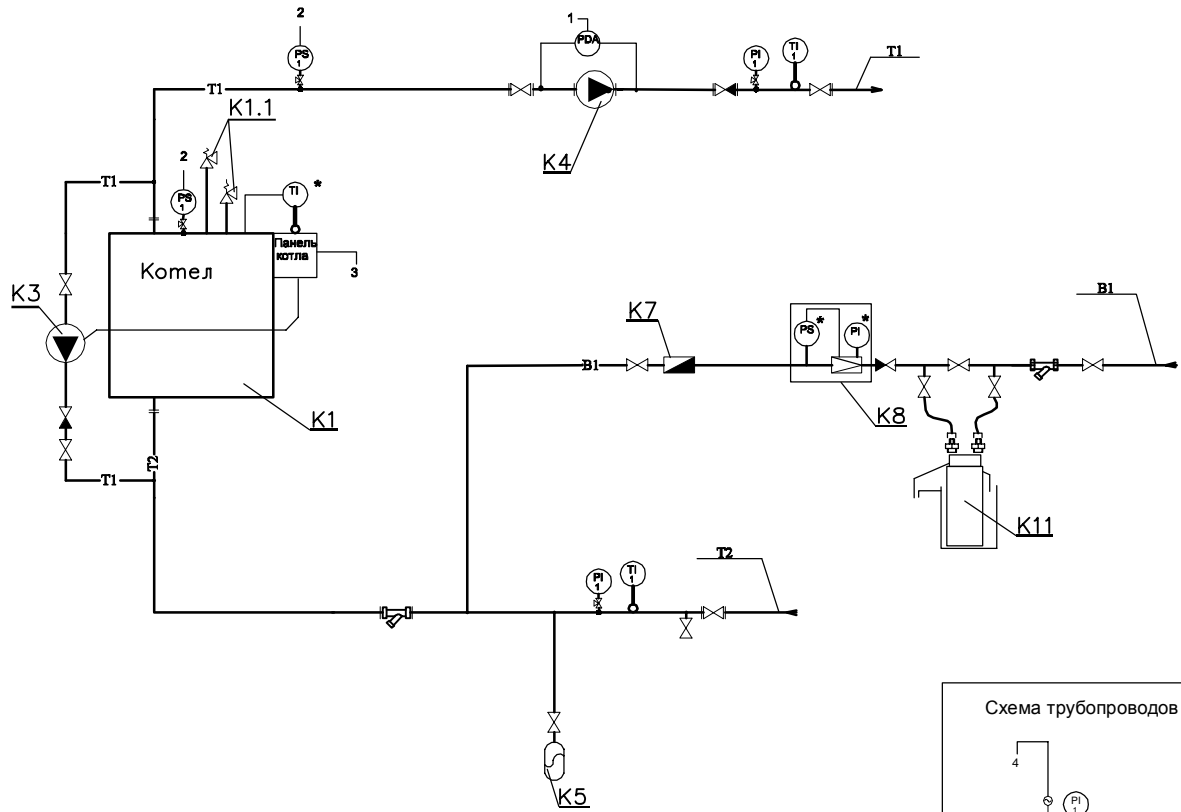 2
1
PS
1
PDA
PI
1
TI
1
T1
T1
K1.1
2
PS
1
TI
*
T1
Панель
котла
3
Котел
K3
K4
K7
PS
*
PI
*
B1
B1
K8
K1
T2
T1
K11
T2
PI
1
TI
1
K5
Схема трубопроводов
4
PI
1